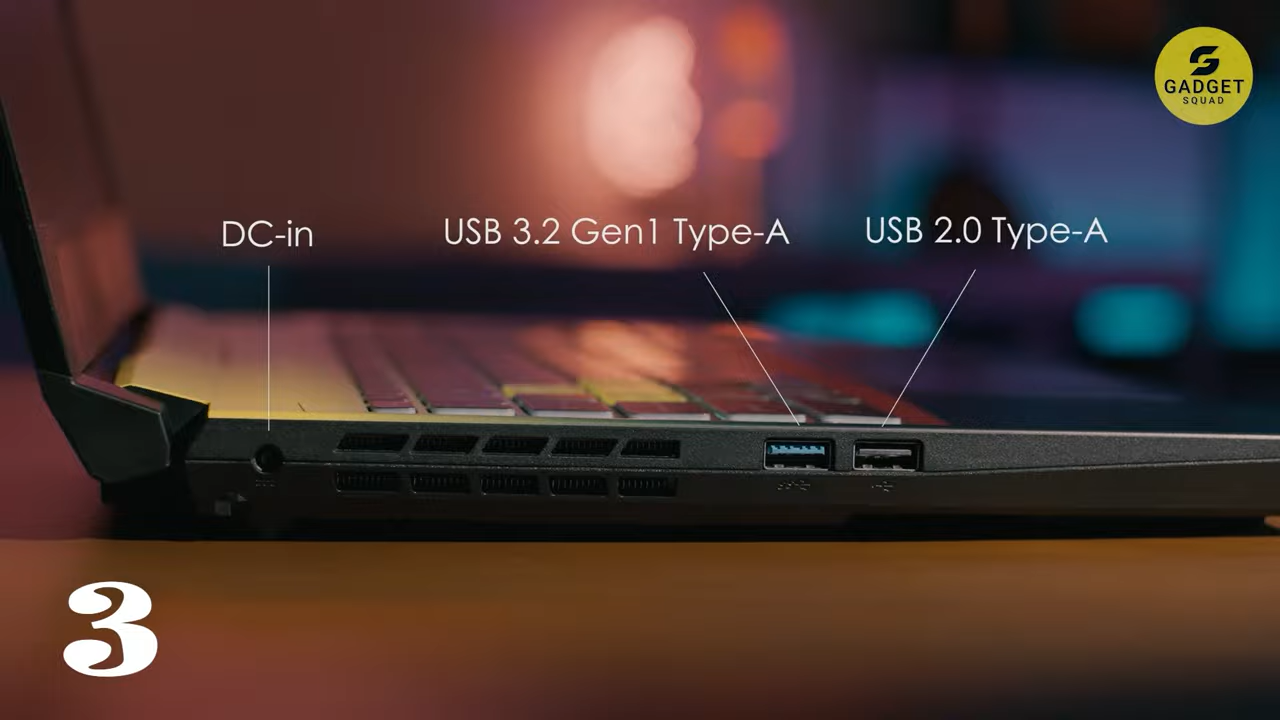 GADGET
SQUAD
DC-in
USB 3.2 Gen1 Type-A
USB 2.0 Type-A
3